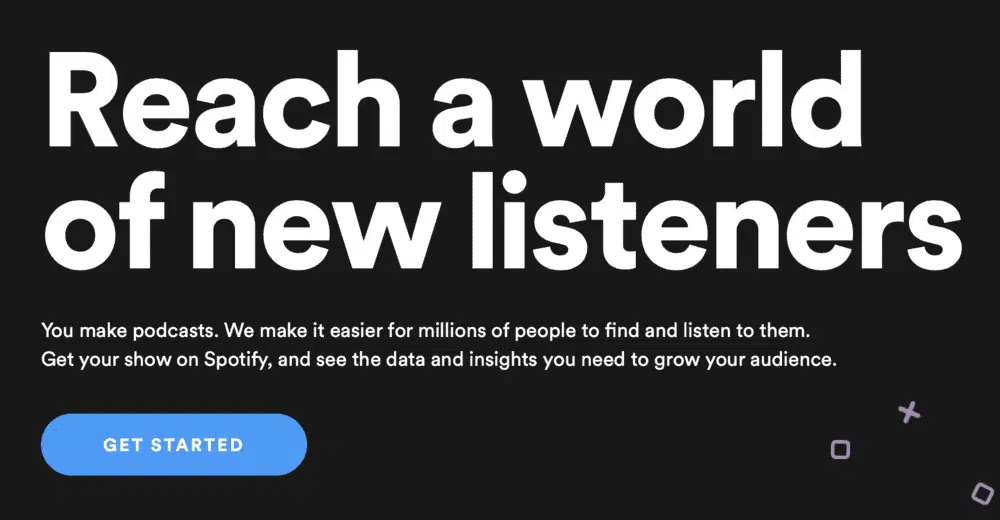 Reach a world
of new listeners
You make podcasts. We make it easier for millions of people to find and listen to them.
Get your show on Spotify, and see the data and insights you need to grow your audience.
GET STARTED